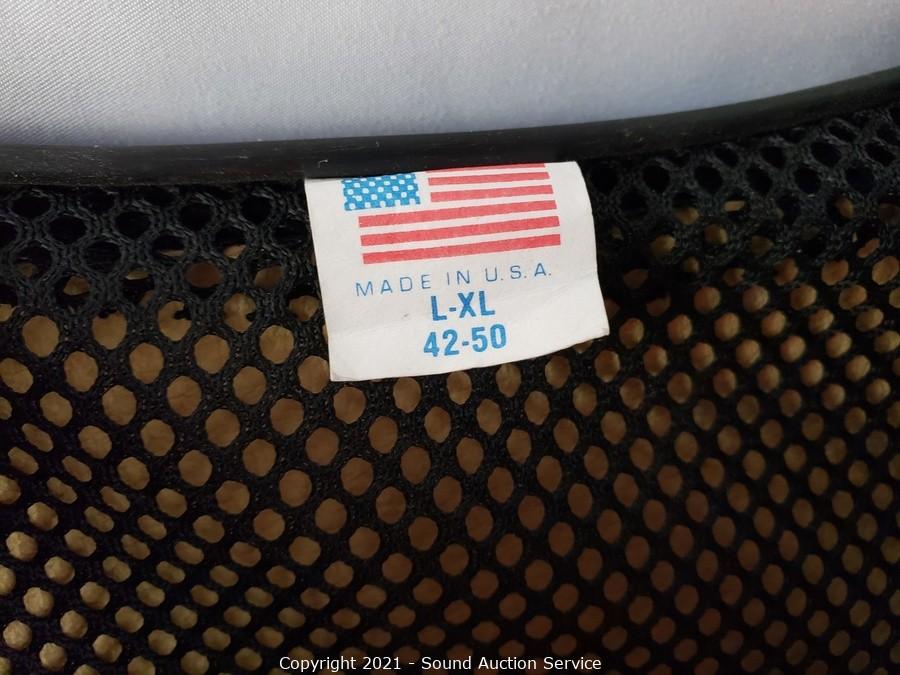 MADE IN U.S.A.
L-XL
42-50
Copyright 2021 - Sound Auction Service